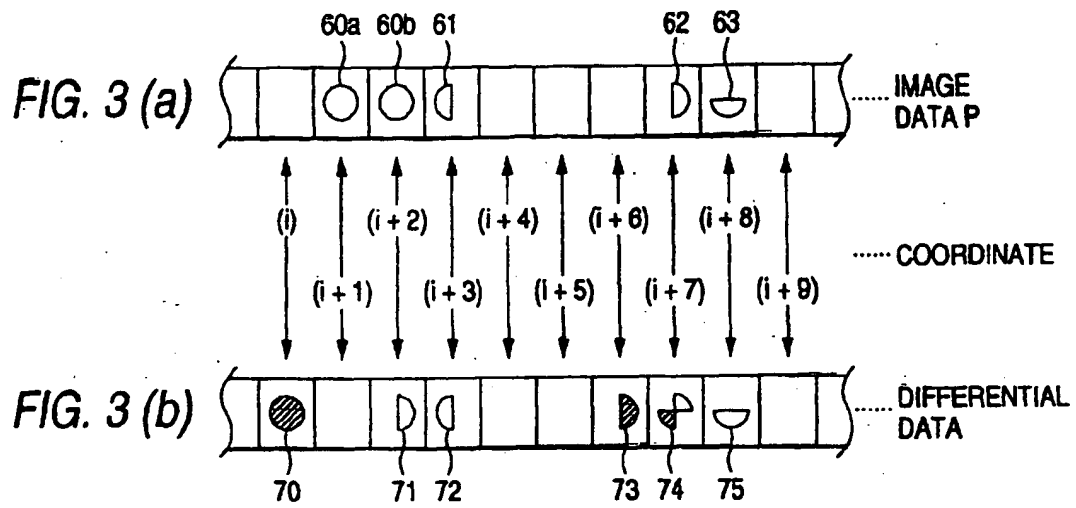 60a 60b 61 62 63
FIG. 3 (a)
IMAGE
DATA P
(i) (i + 2) (i + 4) (i + 6) (i + 8)
COORDINATE
(i + 1) (i + 3) (i + 5) (i + 7) (i + 9)
FIG. 3 (b)
DIFFERENTIAL
DATA
70 71 72 73 74 75